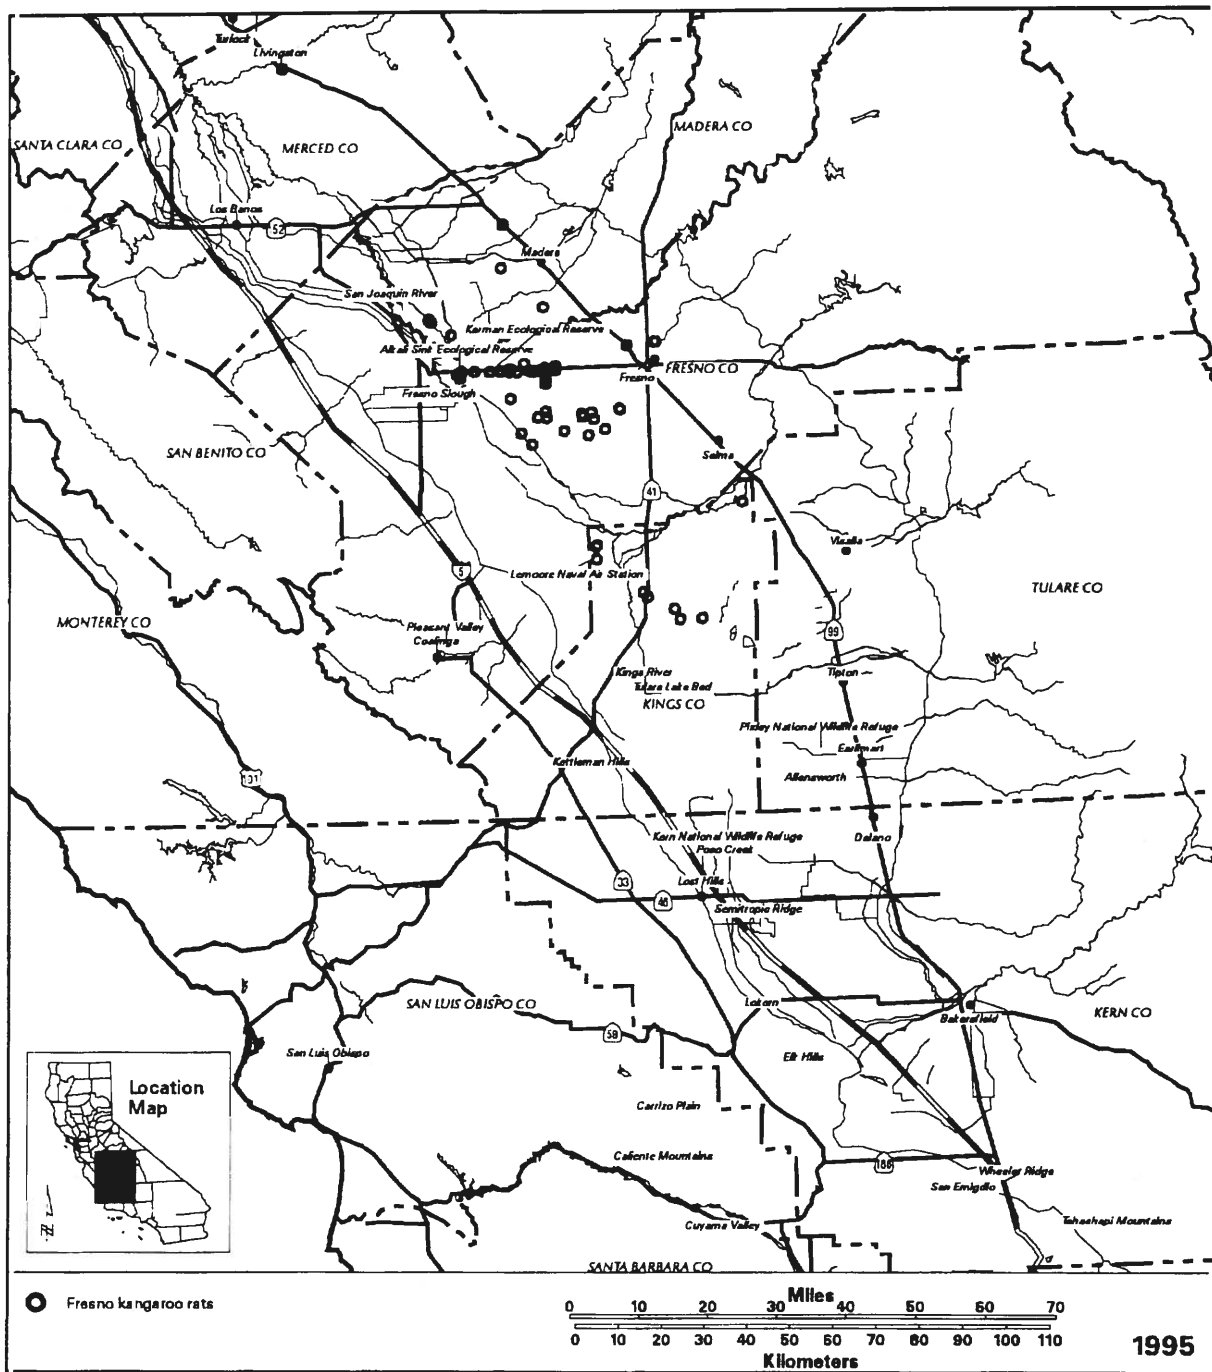 Turlock
Livingston
SANTA CLARA CO
MERCED CO
MADERA CO
Los Banos
52
Madera
San Joaquin River
Kerman Ecological Reserve
Alkali Sink Ecological Reserve
Fresno
FRESNO CO
Fresno Slough
SAN BENITO CO
Selma
41
Visalia
5
Lemoore Naval Air Station
TULARE CO
MONTEREY CO
Pleasant Valley
Coalinga
99
Kings River
Tulare Lake Bed
KINGS CO
Tipton
Pixley National Wildlife Refuge
Earlimart
Allensworth
Kettleman Hills
101
Kern National Wildlife Refuge
Poso Creek
Delano
Lost Hills
33
46
Semitropic Ridge
SAN LUIS OBISPO CO
Lokern
Bakersfield
KERN CO
58
San Luis Obispo
Elk Hills
Location
Map
Carrizo Plain
Caliente Mountains
166
Wheeler Ridge
San Emigdio
Cuyama Valley
Tehachapi Mountains
SANTA BARBARA CO
Fresno kangaroo rats
Miles
0 10 20 30 40 50 60 70
0 10 20 30 40 50 60 70 80 90 100 110
Kilometers
1995